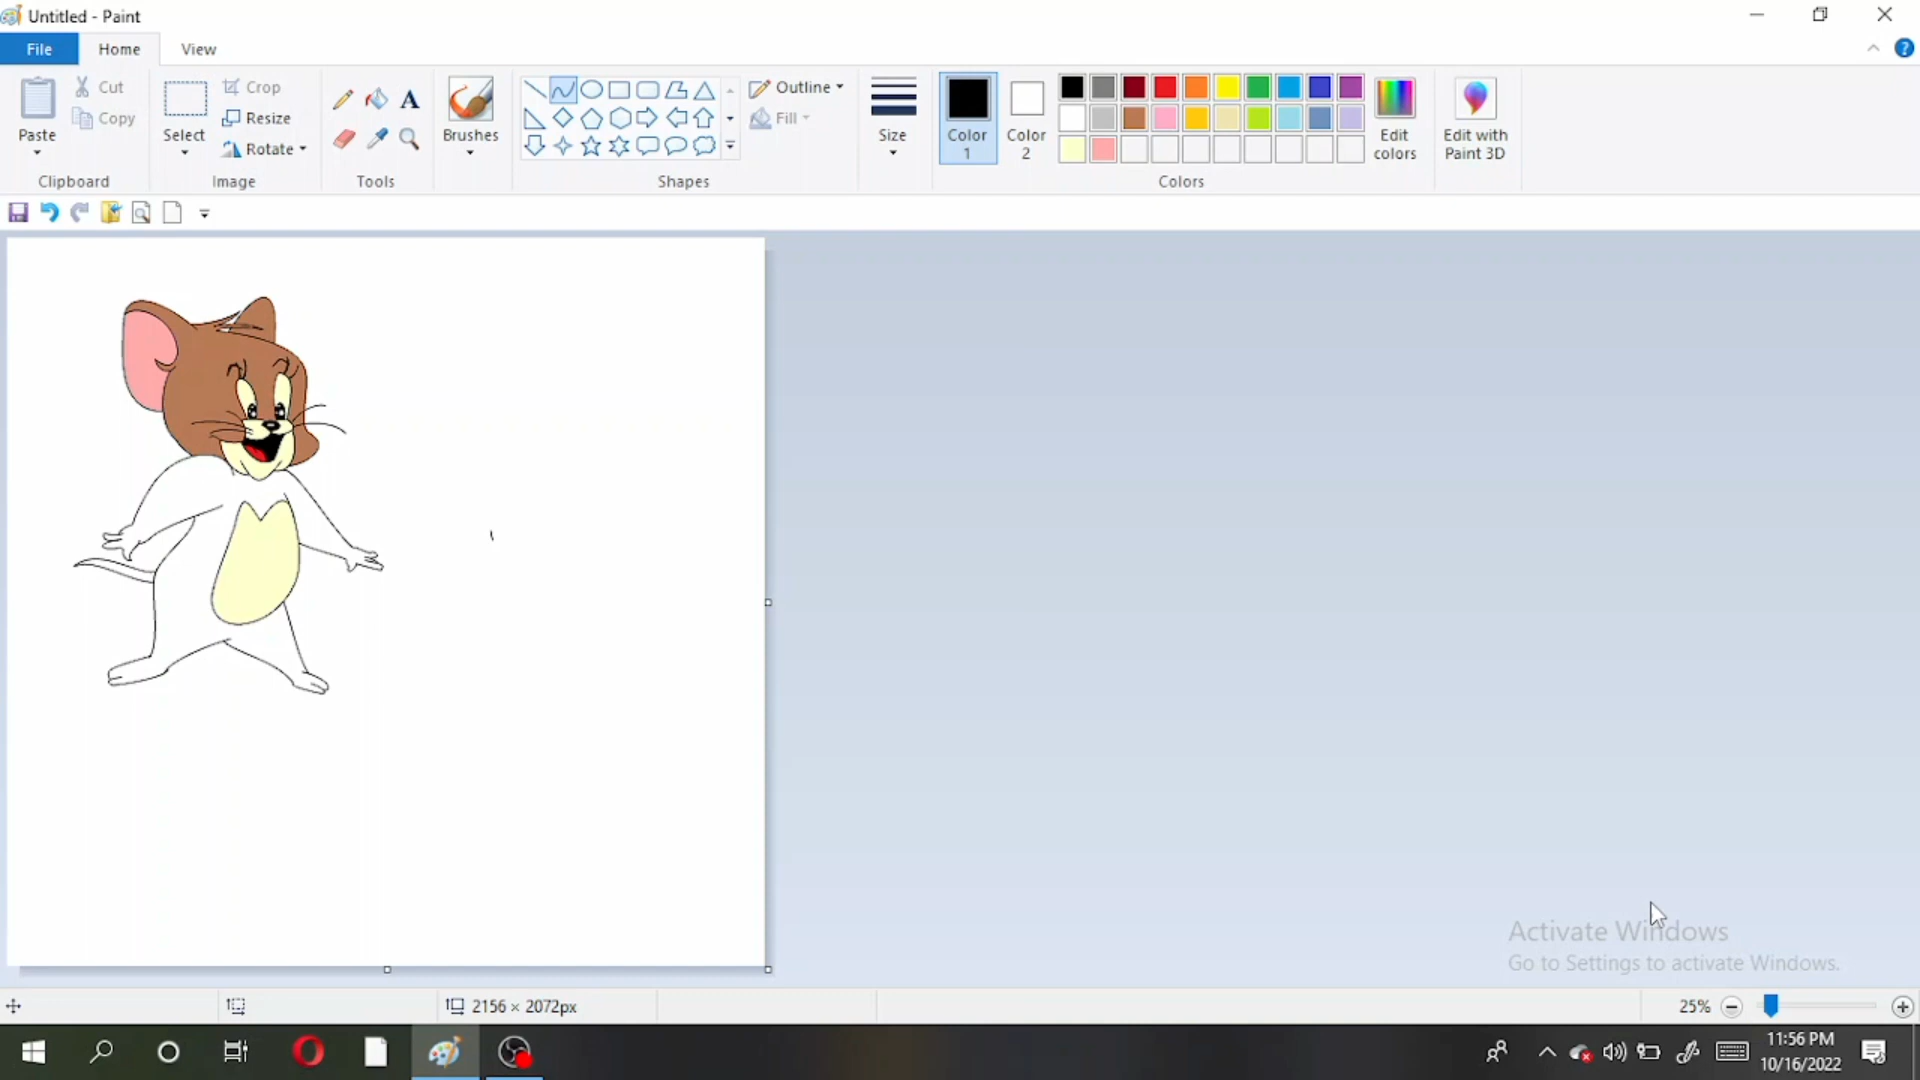 Untitled - Paint
File Home View
Paste
Cut
Copy
Clipboard
Select
Crop
Resize
Rotate
Image
A
Tools
Brushes
Shapes
Outline
Fill
Size
Color
1
Color
2
Edit
colors
Colors
Edit with
Paint 3D
Activate Windows
Go to Settings to activate Windows.
2156 × 2072px
25%
11:56 PM
10/16/2022